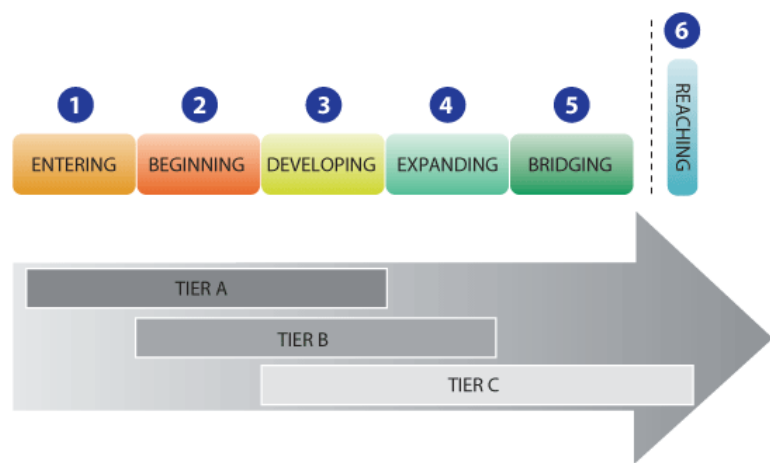 6
1 2 3 4 5
REACHING
ENTERING BEGINNING DEVELOPING EXPANDING BRIDGING
TIER A
TIER B
TIER C